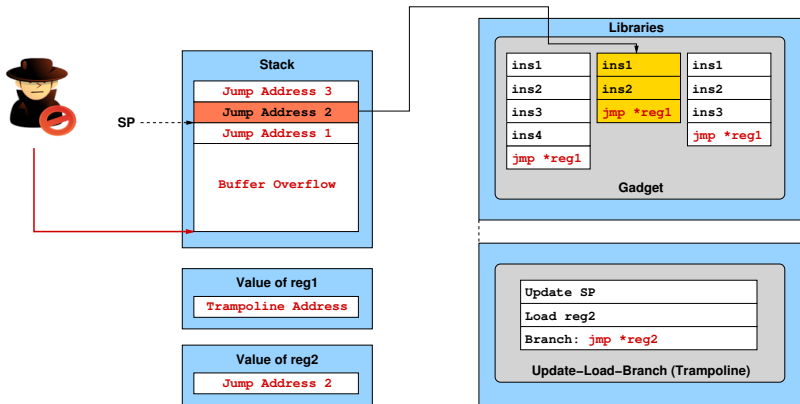 Stack
Jump Address 3
Jump Address 2
SP
Jump Address 1
Buffer Overflow
Value of reg1
Trampoline Address
Value of reg2
Jump Address 2
Libraries
ins1
ins2
ins3
ins4
jmp *reg1
ins1
ins2
jmp *reg1
ins1
ins2
ins3
jmp *reg1
Gadget
Update SP
Load reg2
Branch: jmp *reg2
Update−Load−Branch (Trampoline)